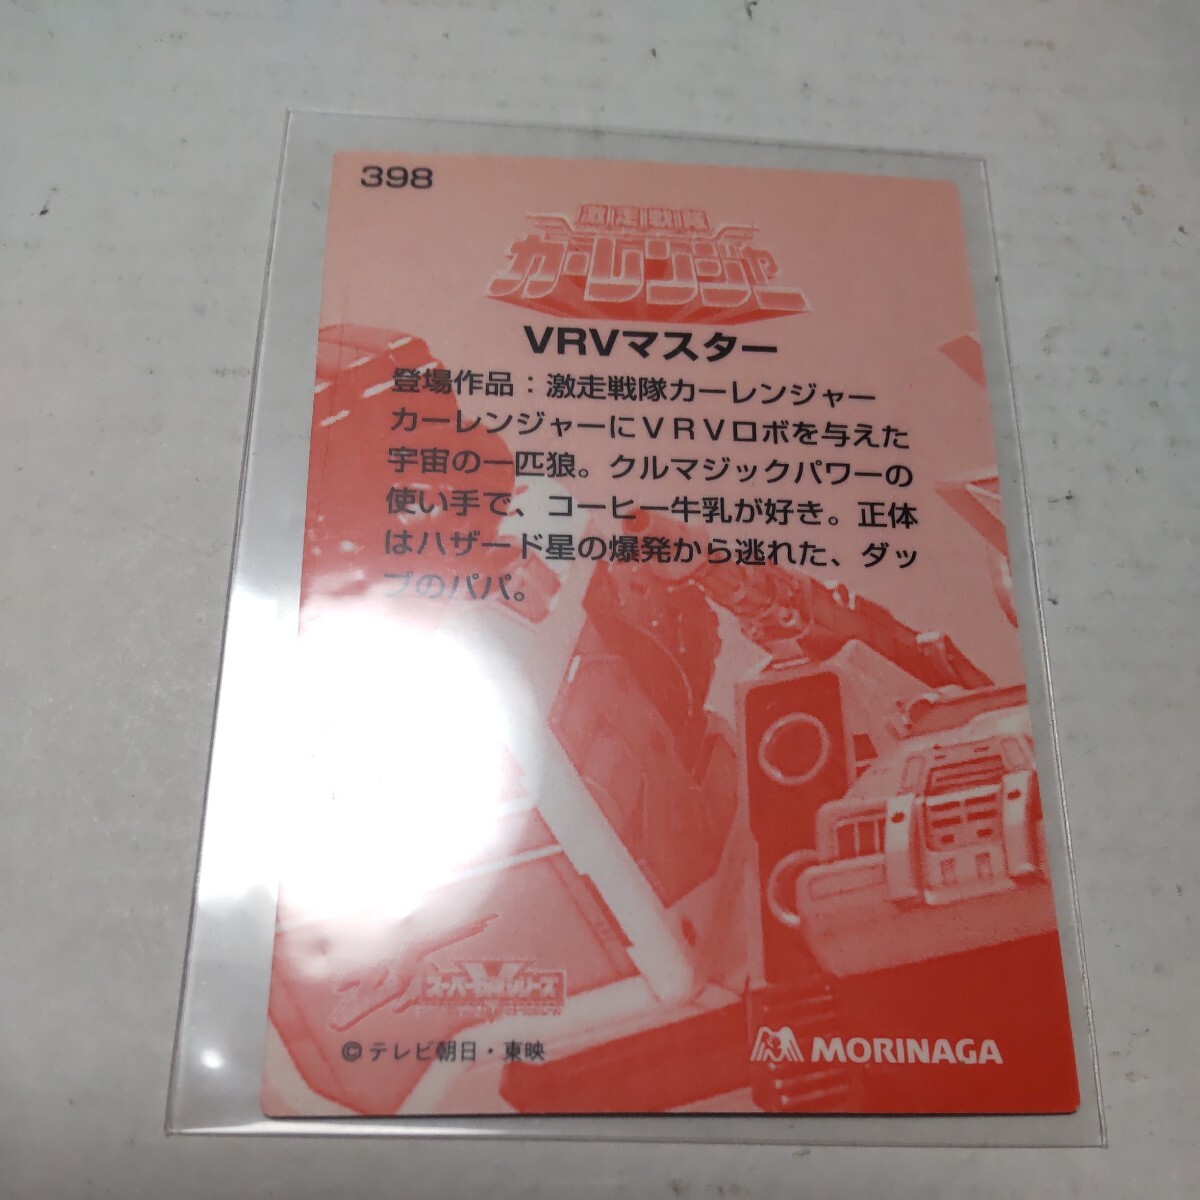 398
激走戦隊
カーレンジャー
VRVマスター
登場作品：激走戦隊カーレンジャー
カーレンジャーにＶＲＶロボを与えた
宇宙の一匹狼。クルマジックパワーの
使い手で、コーヒー牛乳が好き。正体
はハザード星の爆発から逃れた、ダッ
プのパパ。
スーパー戦隊シリーズ
©テレビ朝日・東映
MORINAGA